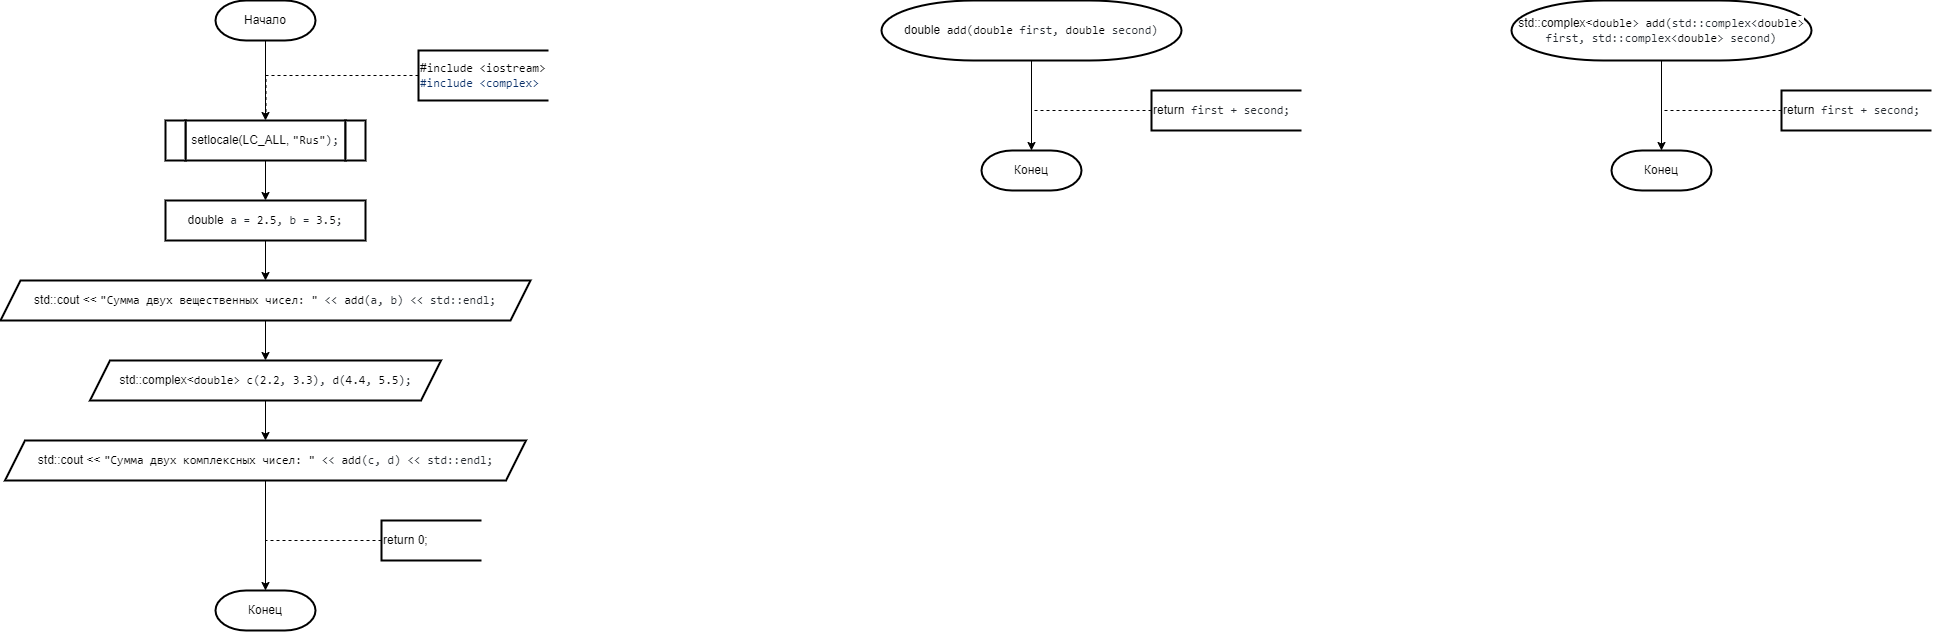 Начало
#include <iostream>
#include <complex>
setlocale(LC_ALL, "Rus");
double a = 2.5, b = 3.5;
std::cout << "Сумма двух вещественных чисел: " << add(a, b) << std::endl;
std::complex<double> c(2.2, 3.3), d(4.4, 5.5);
std::cout << "Сумма двух комплексных чисел: " << add(c, d) << std::endl;
return 0;
Конец
double add(double first, double second)
return first + second;
Конец
std::complex<double> add(std::complex<double>
first, std::complex<double> second)
return first + second;
Конец